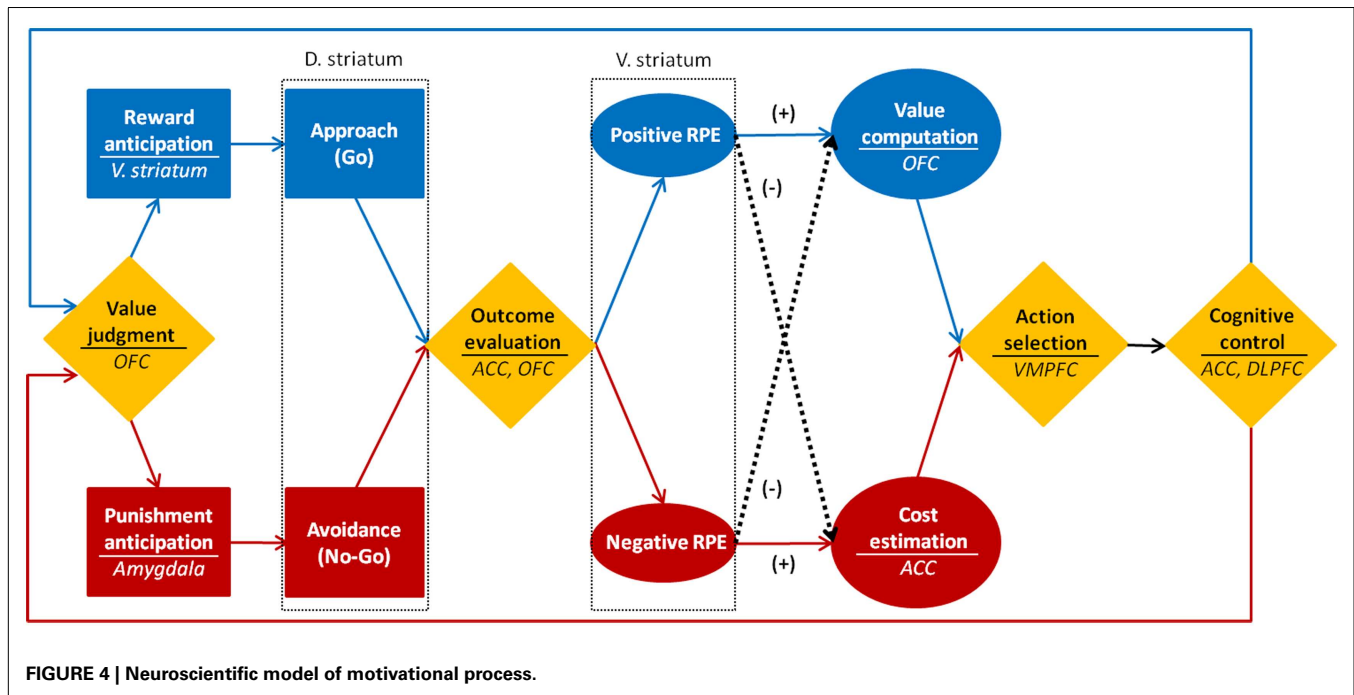 D. striatum
V. striatum
Reward
anticipation
V. striatum
Approach
(Go)
Positive RPE
(+)
(-)
Value
computation
OFC
Value
judgment
OFC
Outcome
evaluation
ACC, OFC
Action
selection
VMPFC
Cognitive
control
ACC, DLPFC
Punishment
anticipation
Amygdala
Avoidance
(No-Go)
Negative RPE
(-)
(+)
Cost
estimation
ACC
FIGURE 4 | Neuroscientific model of motivational process.